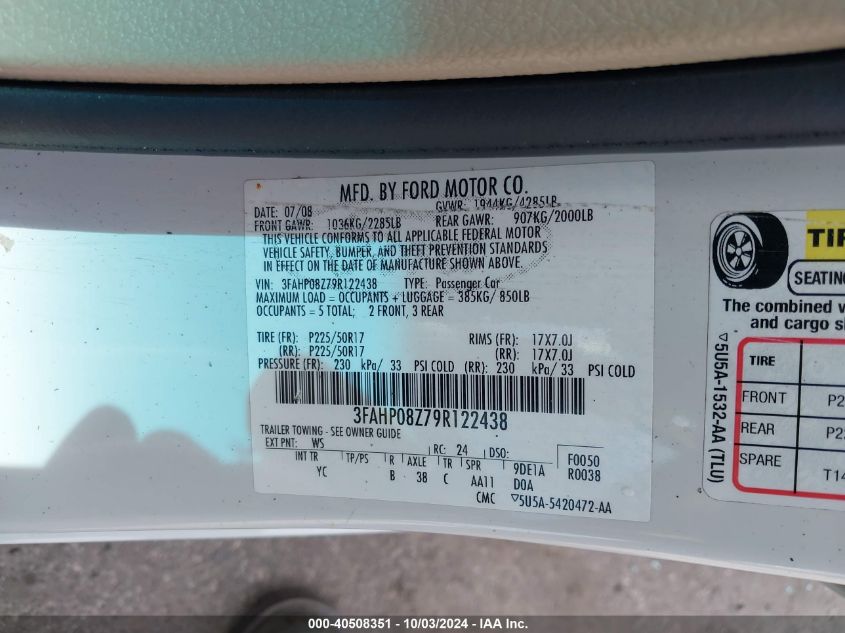 MFD. BY FORD MOTOR CO.
DATE: 07/08 GVWR: 1944KG/4285LB
FRONT GAWR: 1036KG/2285LB REAR GAWR: 907KG/2000LB
THIS VEHICLE CONFORMS TO ALL APPLICABLE FEDERAL MOTOR
VEHICLE SAFETY, BUMPER, AND THEFT PREVENTION STANDARDS
IN EFFECT ON THE DATE OF MANUFACTURE SHOWN ABOVE.
VIN: 3FAHP08Z79R122438 TYPE: Passenger Car
MAXIMUM LOAD = OCCUPANTS + LUGGAGE = 385KG/ 850LB
OCCUPANTS = 5 TOTAL; 2 FRONT, 3 REAR
TIRE (FR): P225/50R17 RIMS (FR): 17X7.0J
(RR): P225/50R17 (RR): 17X7.0J
PRESSURE (FR): 230 kPa/ 33 PSI COLD (RR): 230 kPa/ 33 PSI COLD
3FAHP08Z79R122438
TRAILER TOWING - SEE OWNER GUIDE
EXT PNT: WS RC: 24 DSO: F0050
INT TR TP/PS R AXLE TR SPR 9DE1A R0038
YC B 38 C AA11 D0A
CMC ▽5U5A-5420472-AA
TIR
SEATING
The combined
and cargo
TIRE
FRONT P2
REAR P22
SPARE T14
▽5U5A-1532-AA (TLU)
000-40508351 - 10/03/2024 - IAA Inc.